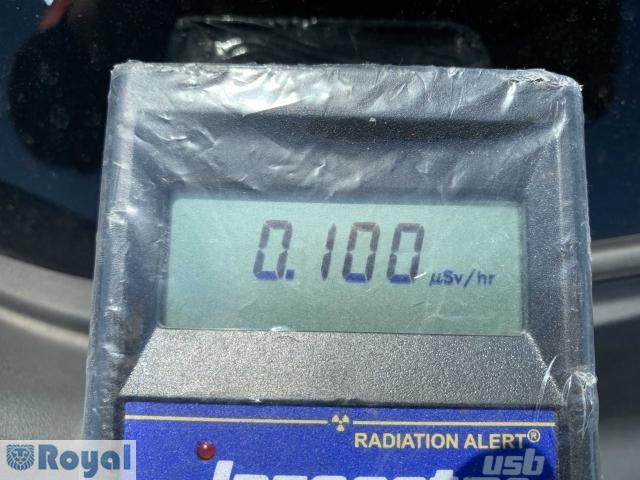 0.100 µSv/hr
RADIATION ALERT®
usb
Royal